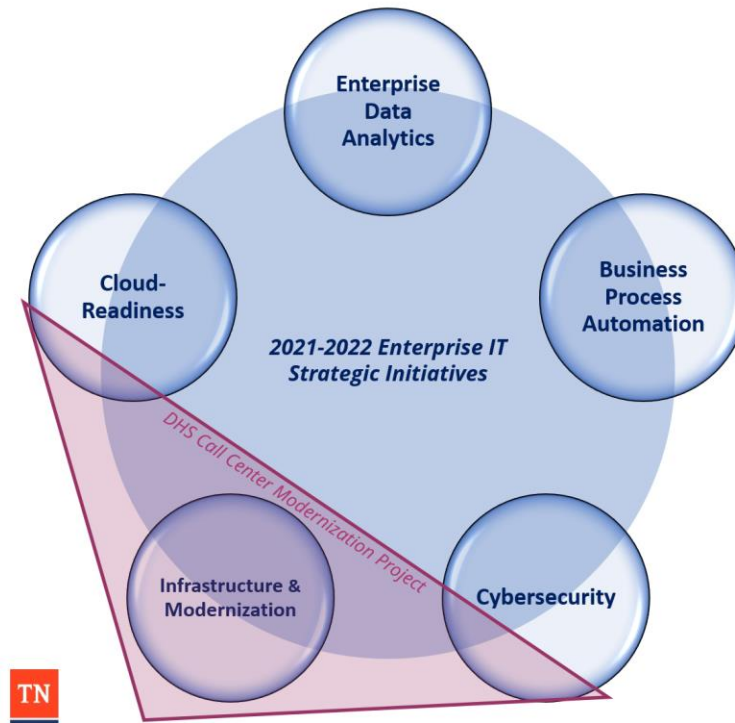 Enterprise
Data
Analytics
Cloud-
Readiness
Business
Process
Automation
2021-2022 Enterprise IT
Strategic Initiatives
DHS Call Center Modernization Project
Infrastructure &
Modernization
Cybersecurity
TN